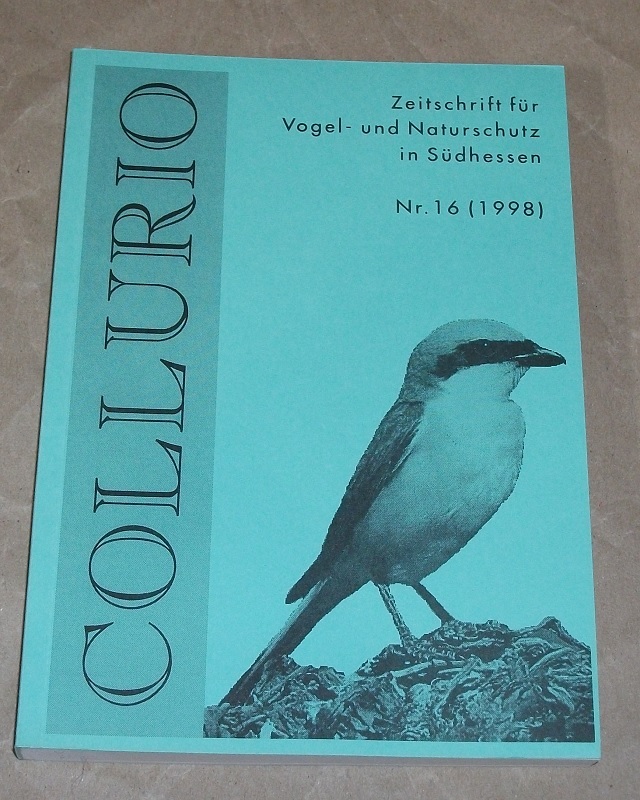 COLLURIO
Zeitschrift für
Vogel- und Naturschutz
in Südhessen
Nr. 16 (1998)